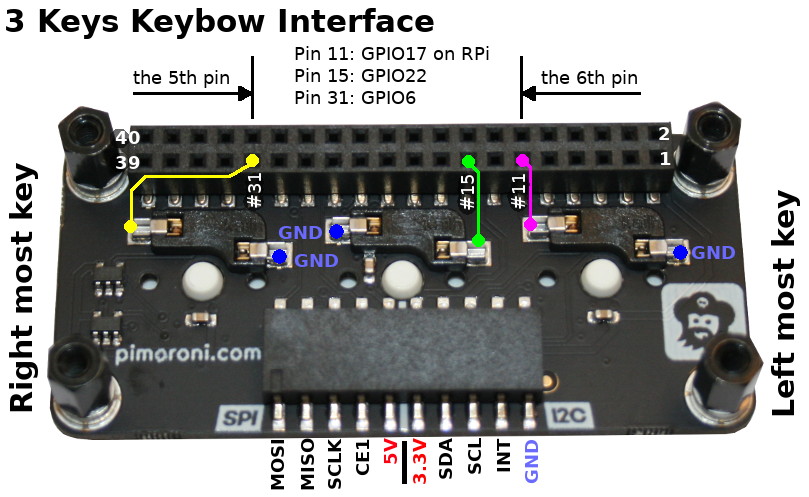 3 Keys Keybow Interface
Pin 11: GPIO17 on RPi
Pin 15: GPIO22
Pin 31: GPIO6
the 5th pin
the 6th pin
40
2
39
1
#31
#15
#11
GND
GND
GND
Right most key
Left most key
pimoroni.com
SPI
I2C
MOSI
MISO
SCLK
CE1
5V
3.3V
SDA
SCL
INT
GND